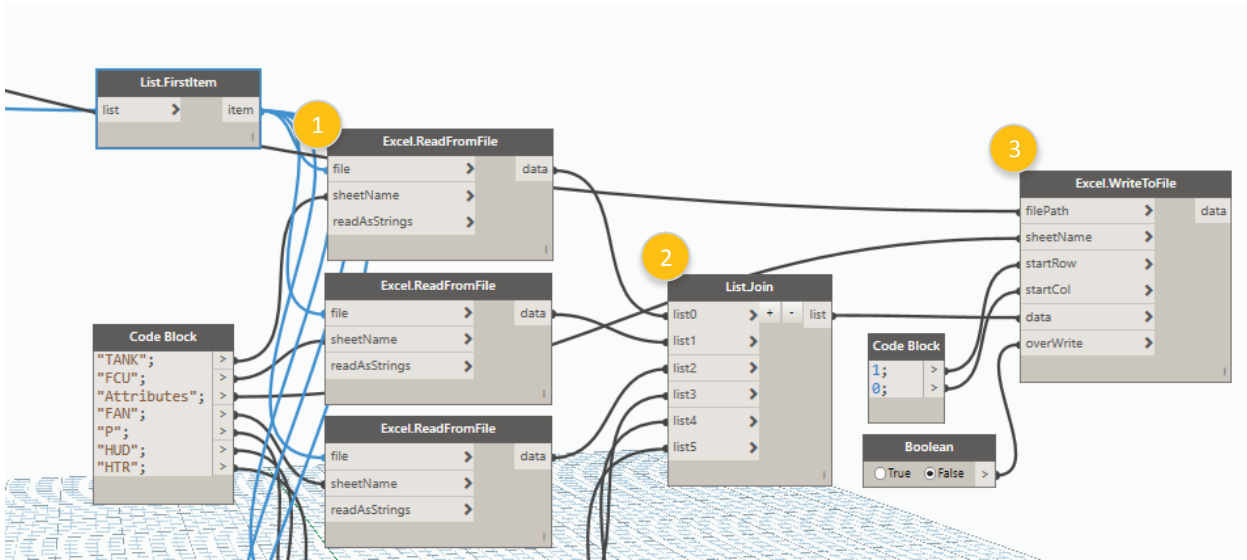 List.FirstItem
list > item
l
1
Excel.ReadFromFile
file > data
sheetName >
readAsStrings >
l
Excel.ReadFromFile
file > data
sheetName >
readAsStrings >
l
Excel.ReadFromFile
file > data
sheetName >
readAsStrings >
l
Code Block
"TANK"; >
"FCU"; >
"Attributes"; >
"FAN"; >
"P"; >
"HUD"; >
"HTR"; >
2
List.Join
list0 > + - list
list1 >
list2 >
list3 >
list4 >
list5 >
l
Code Block
1; >
0; >
Boolean
True False >
3
Excel.WriteToFile
filePath > data
sheetName >
startRow >
startCol >
data >
overWrite >
l